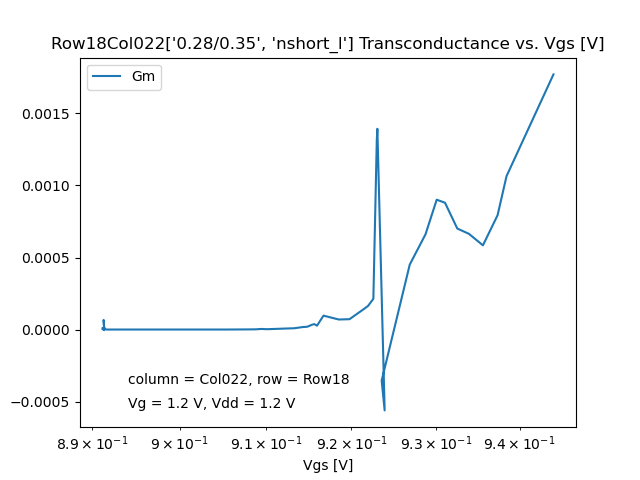 Row18Col022['0.28/0.35', 'nshort_l'] Transconductance vs. Vgs [V]
Gm
0.0015
0.0010
0.0005
0.0000
−0.0005
column = Col022, row = Row18
Vg = 1.2 V, Vdd = 1.2 V
8.9 × 10⁻¹ 9 × 10⁻¹ 9.1 × 10⁻¹ 9.2 × 10⁻¹ 9.3 × 10⁻¹ 9.4 × 10⁻¹
Vgs [V]